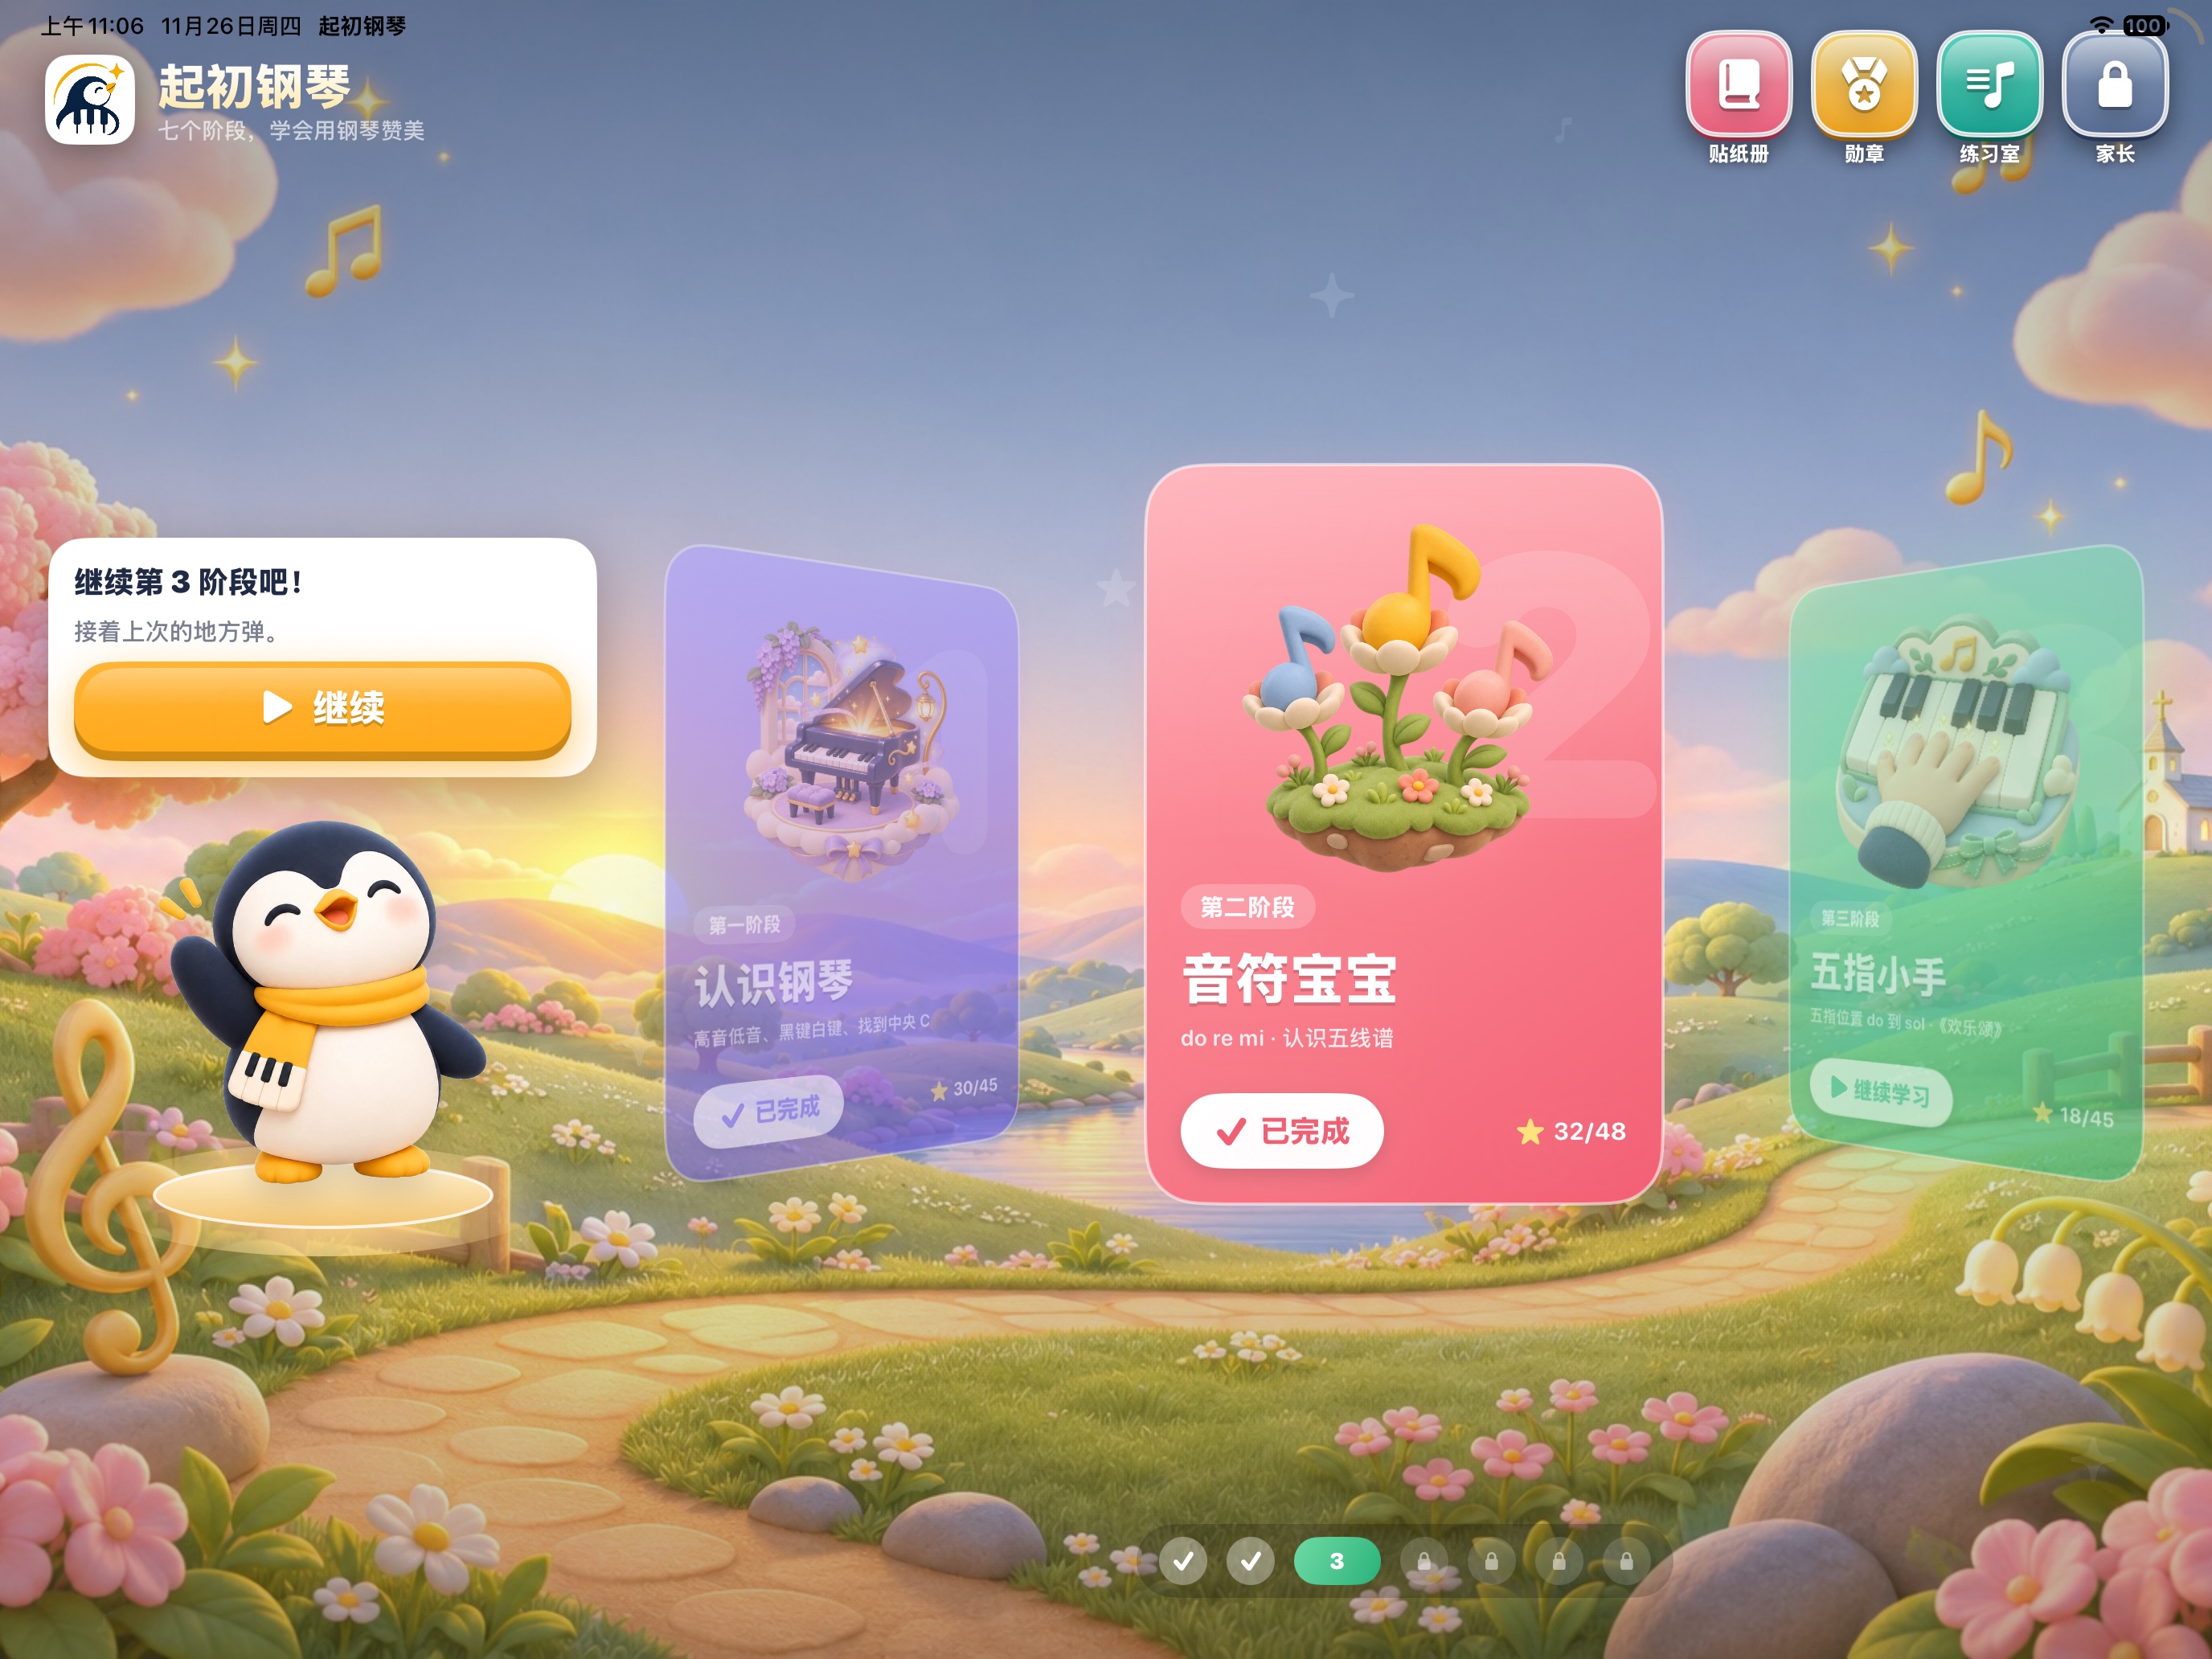 上午11:06 11月26日周四 起初钢琴
100
起初钢琴
七个阶段，学会用钢琴赞美
贴纸册
勋章
练习室
家长
继续第 3 阶段吧！
接着上次的地方弹。
继续
1
第一阶段
认识钢琴
高音低音、黑键白键、找到中央 C
已完成
30/45
2
第二阶段
音符宝宝
do re mi · 认识五线谱
已完成
32/48
3
第三阶段
五指小手
五指位置 do 到 sol ·《欢乐颂》
继续学习
18/45
3